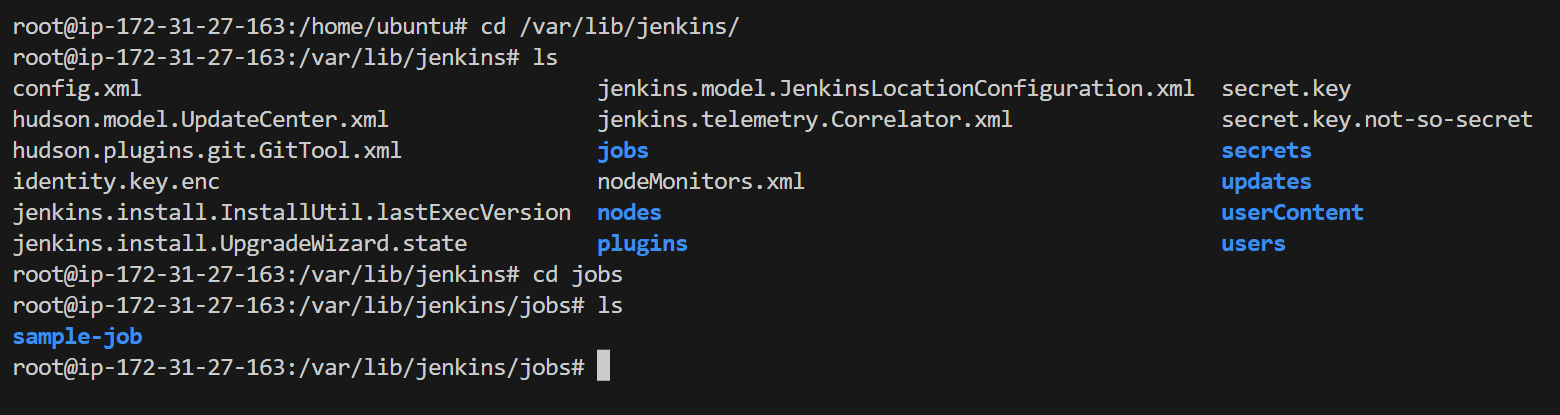 root@ip-172-31-27-163:/home/ubuntu# cd /var/lib/jenkins/
root@ip-172-31-27-163:/var/lib/jenkins# ls
config.xml                                  jenkins.model.JenkinsLocationConfiguration.xml  secret.key
hudson.model.UpdateCenter.xml               jenkins.telemetry.Correlator.xml                secret.key.not-so-secret
hudson.plugins.git.GitTool.xml              jobs                                            secrets
identity.key.enc                            nodeMonitors.xml                                updates
jenkins.install.InstallUtil.lastExecVersion nodes                                           userContent
jenkins.install.UpgradeWizard.state         plugins                                         users
root@ip-172-31-27-163:/var/lib/jenkins# cd jobs
root@ip-172-31-27-163:/var/lib/jenkins/jobs# ls
sample-job
root@ip-172-31-27-163:/var/lib/jenkins/jobs#